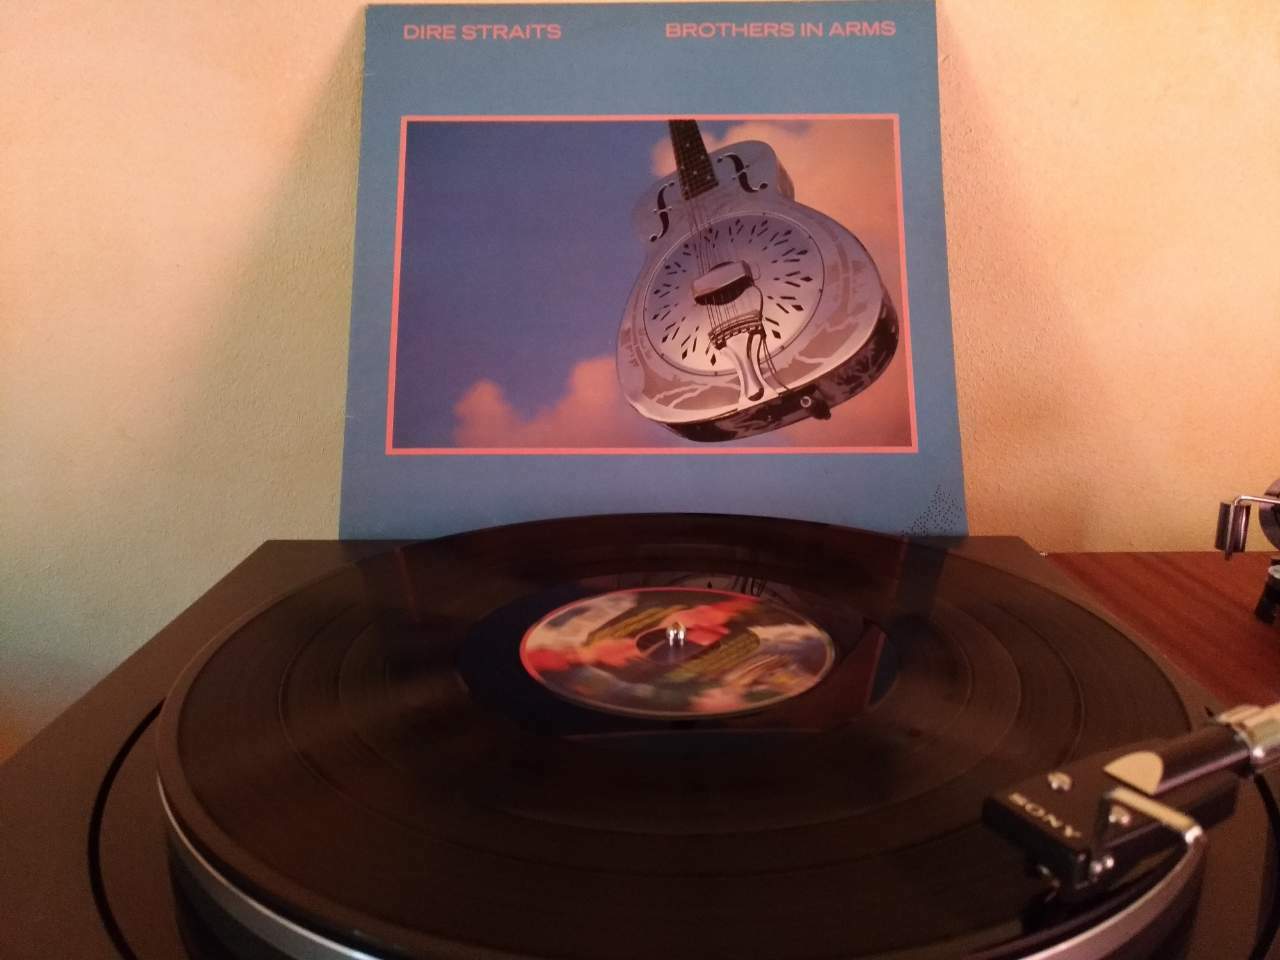 DIRE STRAITS
BROTHERS IN ARMS
SONY